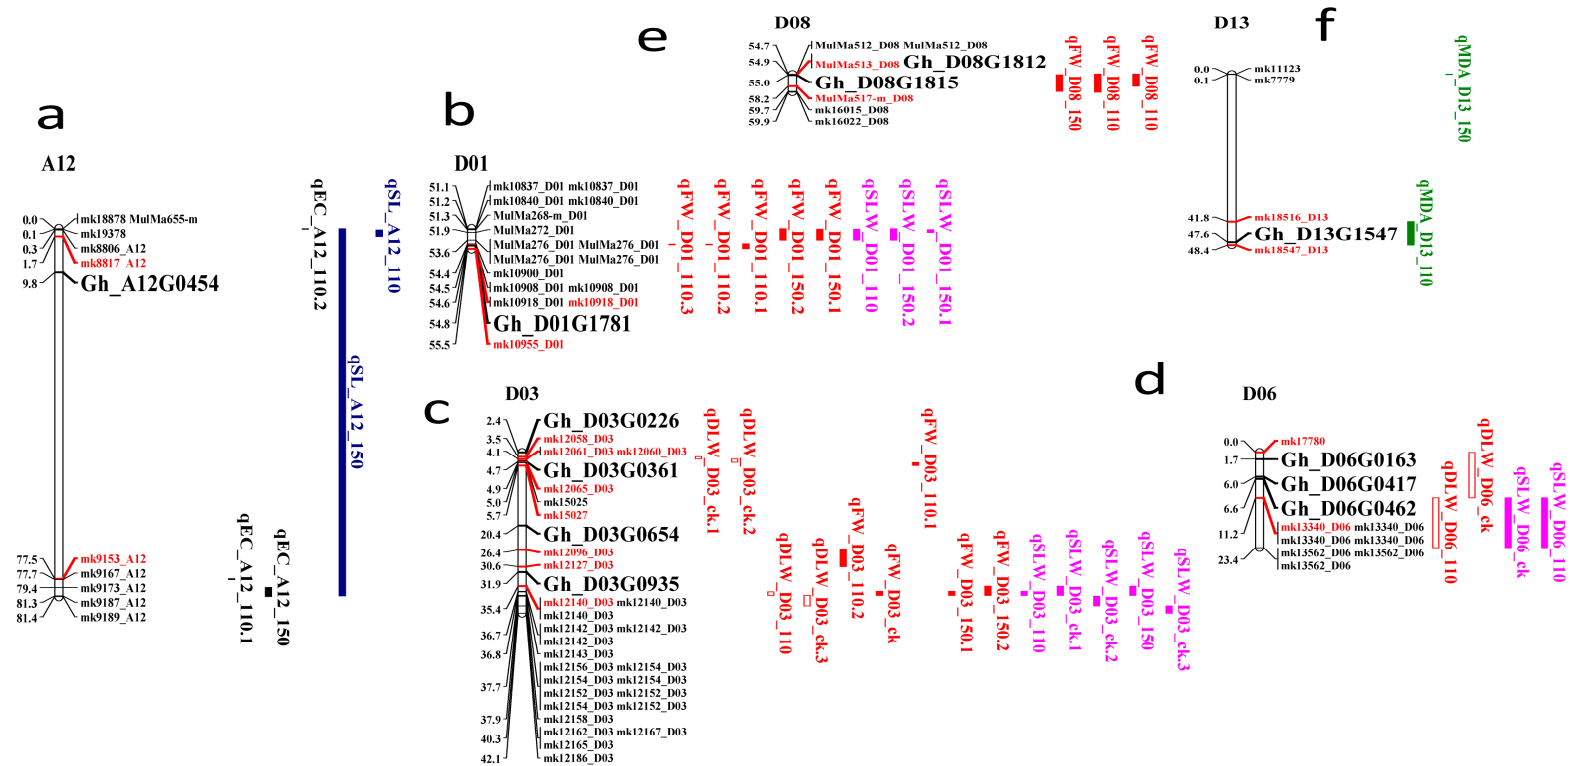 a
A12
0.0 mk18878 MulMa655-m
0.1 mk19378
0.3 mk8806_A12
1.7 mk8817_A12
9.8 Gh_A12G0454
77.5 mk9153_A12
77.7 mk9167_A12
79.4 mk9173_A12
81.3 mk9187_A12
81.4 mk9189_A12
qEC_A12_110.2
qSL_A12_110
qSL_A12_150
qEC_A12_110.1
qEC_A12_150
b
D01
51.1 mk10837_D01 mk10837_D01
51.2 mk10840_D01 mk10840_D01
51.3 MulMa268-m_D01
51.9 MulMa272_D01
MulMa276_D01 MulMa276_D01
53.6 MulMa276_D01 MulMa276_D01
54.4 mk10900_D01
54.5 mk10908_D01 mk10908_D01
54.6 mk10918_D01 mk10918_D01
54.8 Gh_D01G1781
55.5 mk10955_D01
qFW_D01_110.3
qFW_D01_110.2
qFW_D01_110.1
qFW_D01_150.2
qFW_D01_150.1
qSLW_D01_110
qSLW_D01_150.2
qSLW_D01_150.1
c
D03
2.4 Gh_D03G0226
3.5 mk12058_D03
4.1 mk12061_D03 mk12060_D03
4.7 Gh_D03G0361
4.9 mk12065_D03
5.0 mk15025
5.7 mk15027
20.4 Gh_D03G0654
26.4 mk12096_D03
30.6 mk12127_D03
31.9 Gh_D03G0935
35.4 mk12140_D03 mk12140_D03
mk12140_D03
36.7 mk12142_D03 mk12142_D03
mk12142_D03
36.8 mk12143_D03
mk12156_D03 mk12154_D03
37.7 mk12154_D03 mk12154_D03
mk12152_D03 mk12152_D03
mk12154_D03 mk12152_D03
37.9 mk12158_D03
mk12162_D03 mk12167_D03
40.3 mk12165_D03
42.1 mk12186_D03
qDLW_D03_ck.1
qDLW_D03_ck.2
qDLW_D03_110
qDLW_D03_ck.3
qFW_D03_110.2
qFW_D03_ck
qFW_D03_110.1
qFW_D03_150.1
qFW_D03_150.2
qSLW_D03_110
qSLW_D03_ck.1
qSLW_D03_ck.2
qSLW_D03_150
qSLW_D03_ck.3
d
D06
0.0 mk17780
1.7 Gh_D06G0163
6.0 Gh_D06G0417
6.6 Gh_D06G0462
mk13340_D06 mk13340_D06
11.2 mk13340_D06 mk13340_D06
mk13562_D06 mk13562_D06
23.4 mk13562_D06
qDLW_D06_110
qDLW_D06_ck
qSLW_D06_ck
qSLW_D06_110
e
D08
54.7 MulMa512_D08 MulMa512_D08
54.9 MulMa513_D08 Gh_D08G1812
55.0 Gh_D08G1815
58.2 MulMa517-m_D08
59.7 mk16015_D08
59.9 mk16022_D08
qFW_D08_150
qFW_D08_110
qFW_D08_110
f
D13
0.0 mk11123
0.1 mk7779
41.8 mk18516_D13
47.6 Gh_D13G1547
48.4 mk18547_D13
qMDA_D13_150
qMDA_D13_110